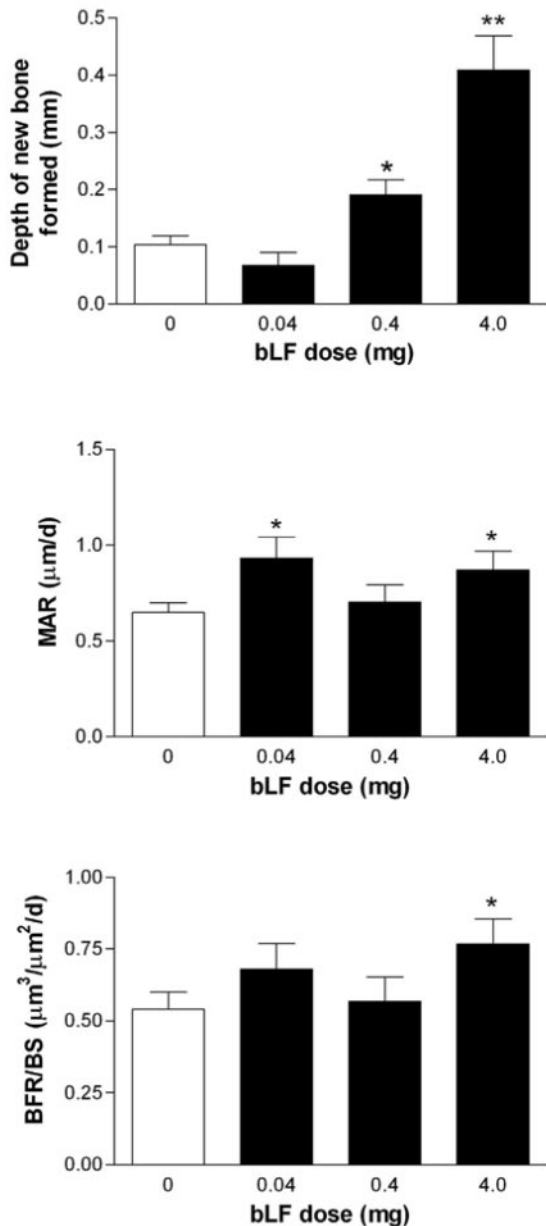 Depth of new bone
formed (mm)
0.5
0.4
0.3
0.2
0.1
0.0
*
**
0 0.04 0.4 4.0
bLF dose (mg)
MAR (μm/d)
1.5
1.0
0.5
0.0
* *
0 0.04 0.4 4.0
bLF dose (mg)
BFR/BS (μm³/μm²/d)
1.00
0.75
0.50
0.25
0.00
*
0 0.04 0.4 4.0
bLF dose (mg)